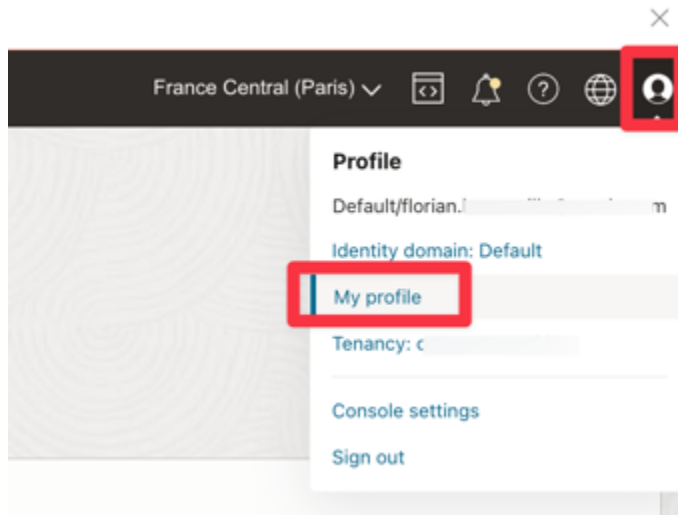 France Central (Paris)
Profile
Default/florian.
Identity domain: Default
My profile
Tenancy:
Console settings
Sign out